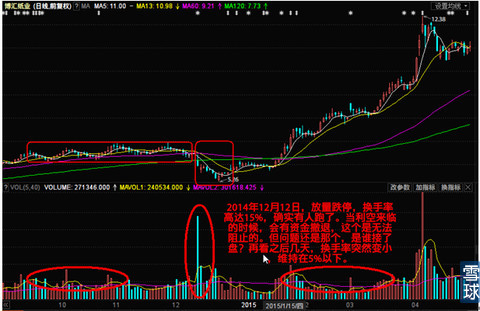 博汇纸业(日线,前复权) MA MA5: 11.00 MA13: 10.98 ↓ MA60: 9.21 ↑ MA120: 7.73 ↑ 设置均线
12.38
VOL(5,40) VOLUME: 271346.000 ↑ MAVOL1: 240534.000 ↓ MAVOL2: 301618.425 ↓ 改参数 加指标 换指标
2014年12月12日，放量跌停，换手率
高达15%，确实有人跑了。当利空来临
的时候，会有资金撤退，这个是无法
阻止的。但问题还是那个，是谁接了
盘？再看之后几天，换手率突然变小
维持在5%以下。
10 11 12 2015 2015/1/15/四 03 04
雪球